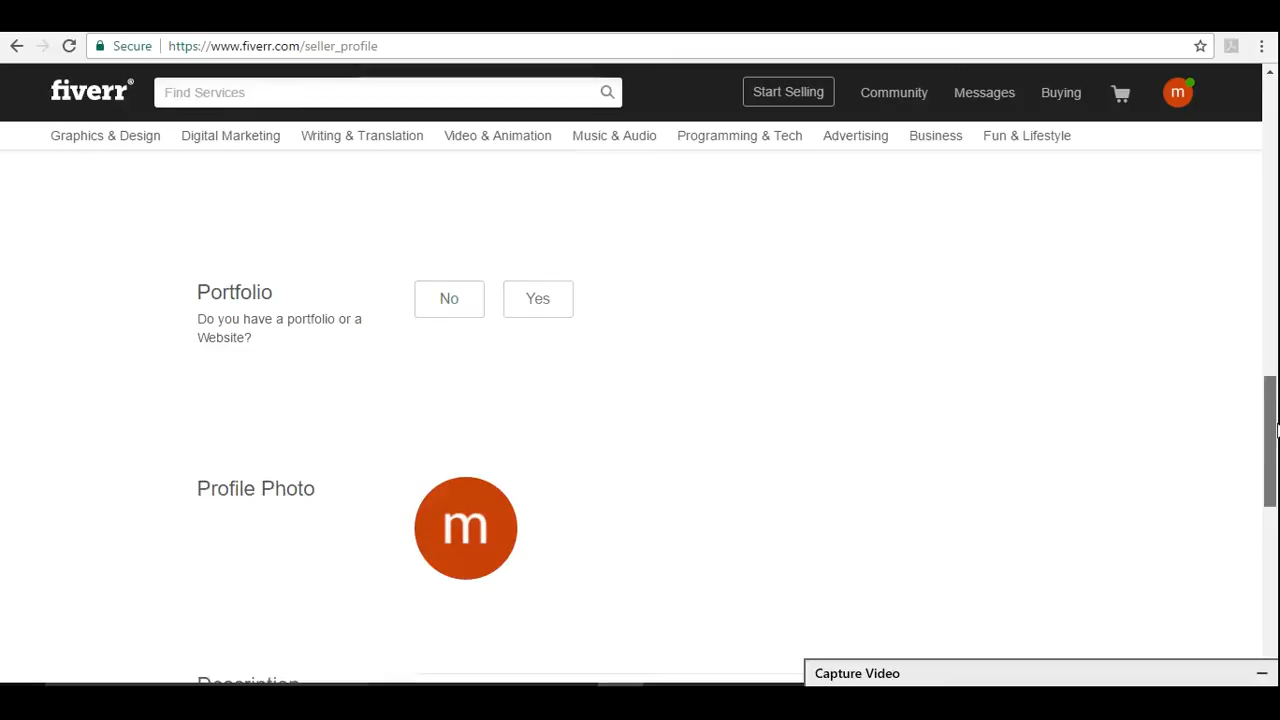 Secure https://www.fiverr.com/seller_profile
fiverr® Find Services Start Selling Community Messages Buying m
Graphics & Design Digital Marketing Writing & Translation Video & Animation Music & Audio Programming & Tech Advertising Business Fun & Lifestyle
Portfolio No Yes
Do you have a portfolio or a
Website?
Profile Photo
m
Description
Capture Video